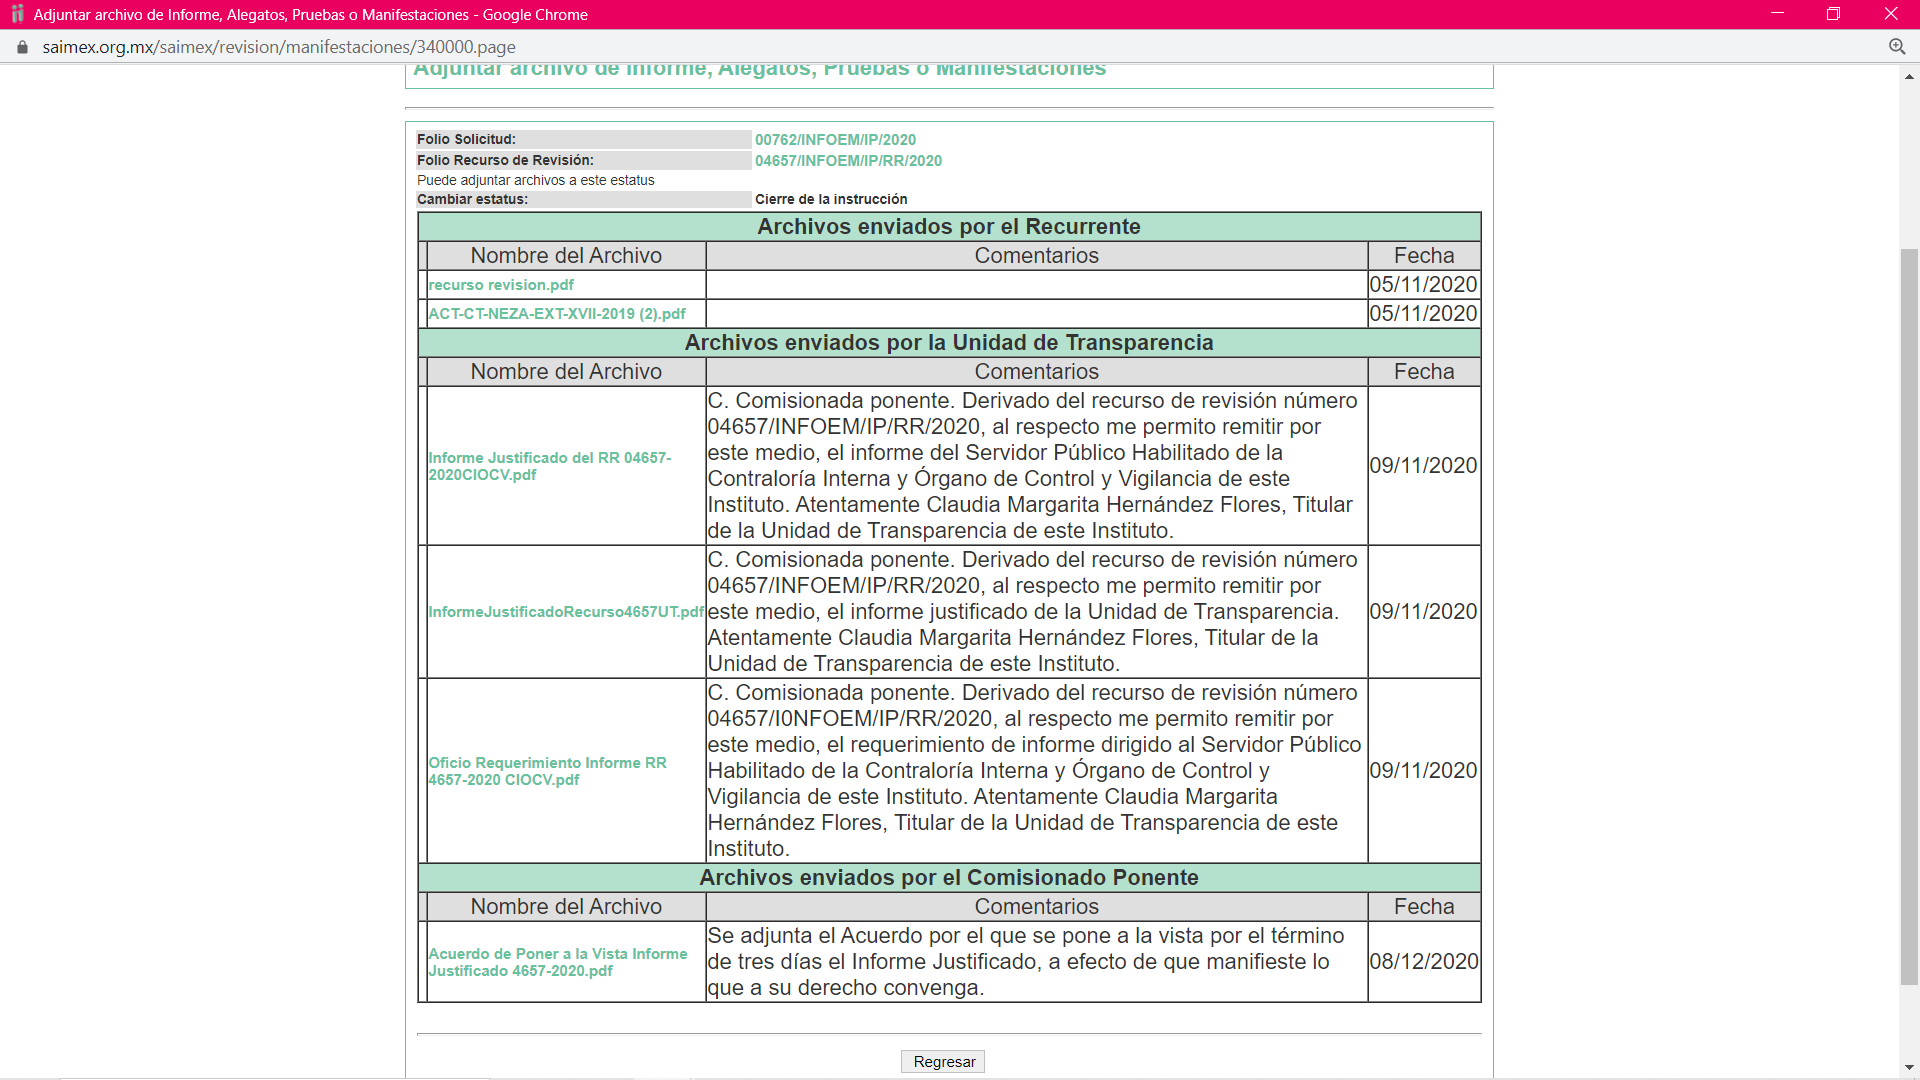 Adjuntar archivo de Informe, Alegatos, Pruebas o Manifestaciones - Google Chrome
saimex.org.mx/saimex/revision/manifestaciones/340000.page
Adjuntar archivo de Informe, Alegatos, Pruebas o Manifestaciones
Folio Solicitud: 00762/INFOEM/IP/2020
Folio Recurso de Revisión: 04657/INFOEM/IP/RR/2020
Puede adjuntar archivos a este estatus
Cambiar estatus: Cierre de la instrucción
Archivos enviados por el Recurrente
Nombre del Archivo Comentarios Fecha
recurso revision.pdf 05/11/2020
ACT-CT-NEZA-EXT-XVII-2019 (2).pdf 05/11/2020
Archivos enviados por la Unidad de Transparencia
Nombre del Archivo Comentarios Fecha
Informe Justificado del RR 04657-
2020CIOCV.pdf
C. Comisionada ponente. Derivado del recurso de revisión número
04657/INFOEM/IP/RR/2020, al respecto me permito remitir por
este medio, el informe del Servidor Público Habilitado de la
Contraloría Interna y Órgano de Control y Vigilancia de este
Instituto. Atentamente Claudia Margarita Hernández Flores, Titular
de la Unidad de Transparencia de este Instituto.
09/11/2020
InformeJustificadoRecurso4657UT.pdf
C. Comisionada ponente. Derivado del recurso de revisión número
04657/INFOEM/IP/RR/2020, al respecto me permito remitir por
este medio, el informe justificado de la Unidad de Transparencia.
Atentamente Claudia Margarita Hernández Flores, Titular de la
Unidad de Transparencia de este Instituto.
09/11/2020
Oficio Requerimiento Informe RR
4657-2020 CIOCV.pdf
C. Comisionada ponente. Derivado del recurso de revisión número
04657/I0NFOEM/IP/RR/2020, al respecto me permito remitir por
este medio, el requerimiento de informe dirigido al Servidor Público
Habilitado de la Contraloría Interna y Órgano de Control y
Vigilancia de este Instituto. Atentamente Claudia Margarita
Hernández Flores, Titular de la Unidad de Transparencia de este
Instituto.
09/11/2020
Archivos enviados por el Comisionado Ponente
Nombre del Archivo Comentarios Fecha
Acuerdo de Poner a la Vista Informe
Justificado 4657-2020.pdf
Se adjunta el Acuerdo por el que se pone a la vista por el término
de tres días el Informe Justificado, a efecto de que manifieste lo
que a su derecho convenga.
08/12/2020
Regresar